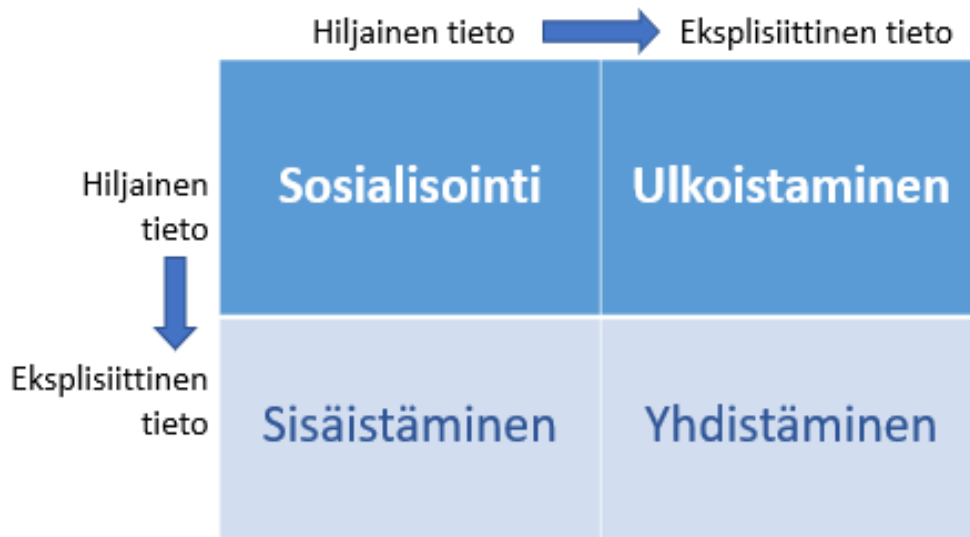 Hiljainen tieto Eksplisiittinen tieto
Hiljainen
tieto
Sosialisointi Ulkoistaminen
Eksplisiittinen
tieto
Sisäistäminen Yhdistäminen